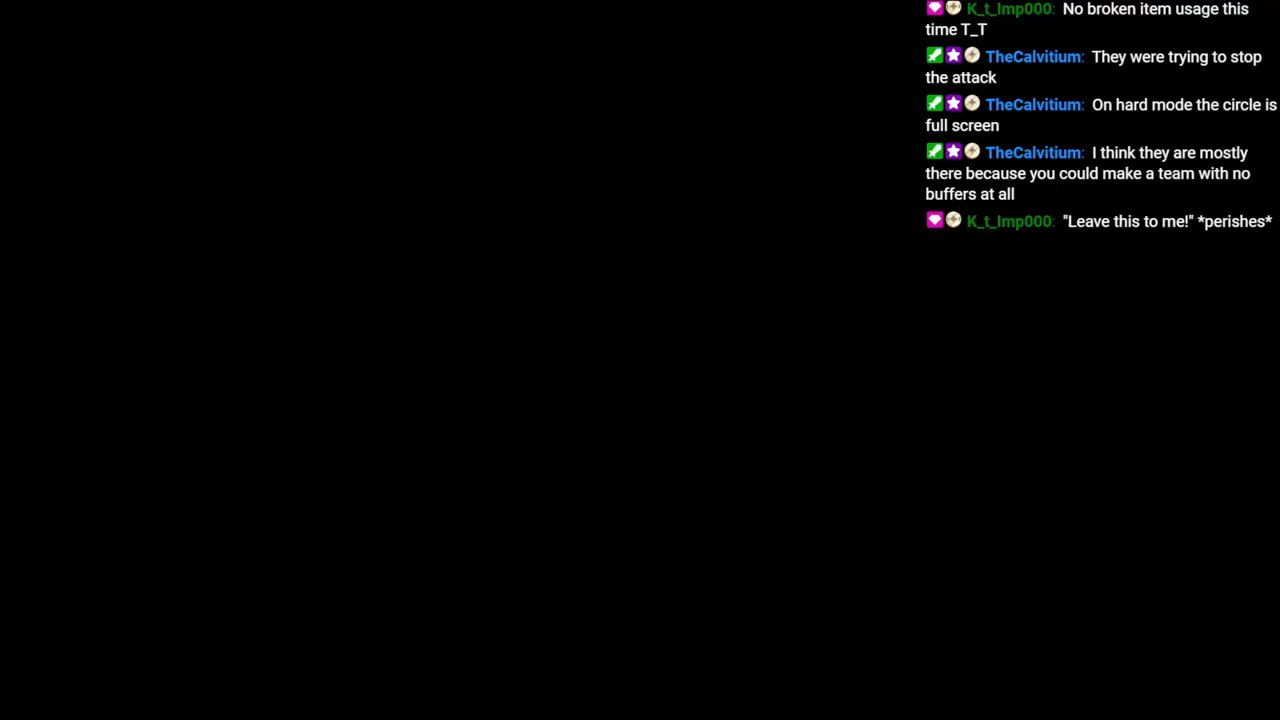 K_t_Imp000: No broken item usage this
time T_T
TheCalvitium: They were trying to stop
the attack
TheCalvitium: On hard mode the circle is
full screen
TheCalvitium: I think they are mostly
there because you could make a team with no
buffers at all
K_t_Imp000: "Leave this to me!" *perishes*